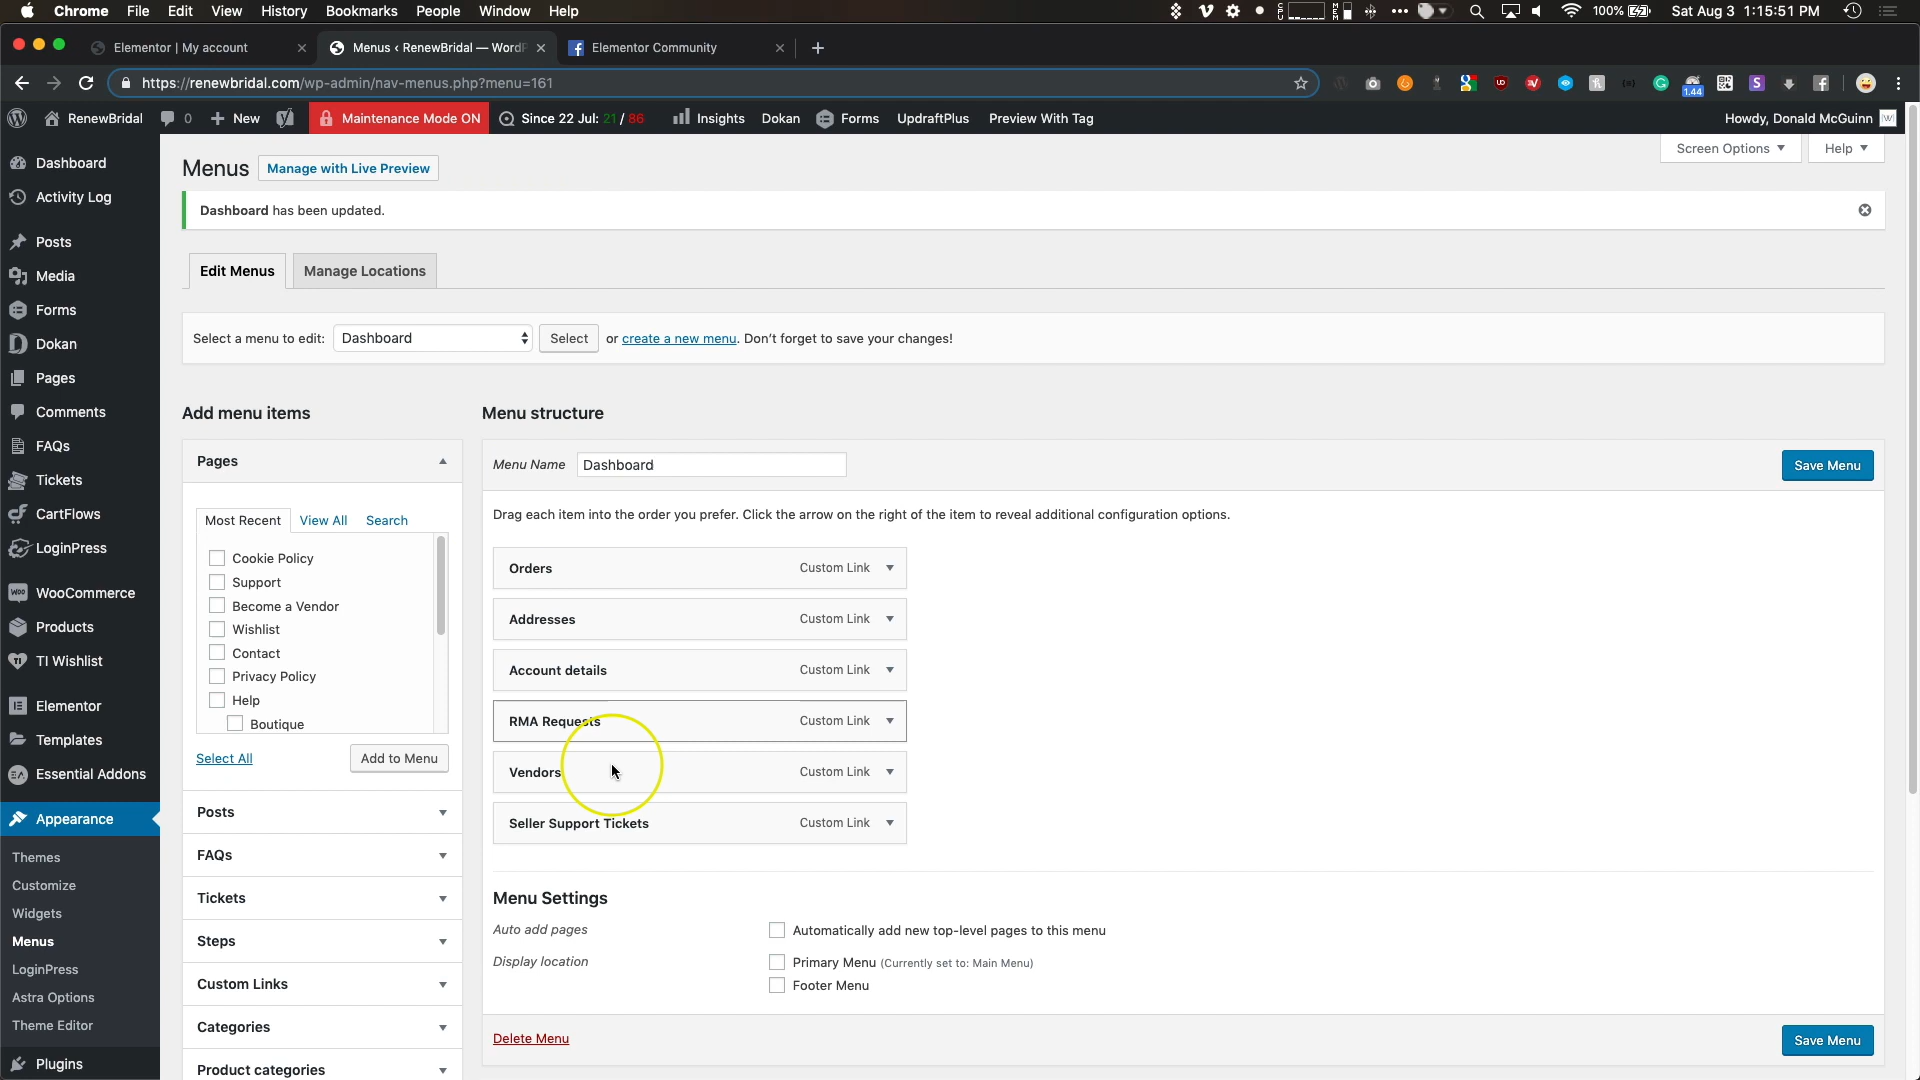 Chrome File Edit View History Bookmarks People Window Help 100% Sat Aug 3 1:15:51 PM
Elementor | My account Menus ‹ RenewBridal — WordP Elementor Community
https://renewbridal.com/wp-admin/nav-menus.php?menu=161
RenewBridal 0 New Maintenance Mode ON Since 22 Jul: 21 / 86 Insights Dokan Forms UpdraftPlus Preview With Tag Howdy, Donald McGuinn
Screen Options Help
Menus Manage with Live Preview
Dashboard has been updated.
Edit Menus Manage Locations
Select a menu to edit: Dashboard Select or create a new menu. Don't forget to save your changes!
Dashboard
Activity Log
Posts
Media
Forms
Dokan
Pages
Comments
FAQs
Tickets
CartFlows
LoginPress
WooCommerce
Products
TI Wishlist
Elementor
Templates
Essential Addons
Appearance
Themes
Customize
Widgets
Menus
LoginPress
Astra Options
Theme Editor
Plugins
Add menu items
Pages
Most Recent View All Search
Cookie Policy
Support
Become a Vendor
Wishlist
Contact
Privacy Policy
Help
Boutique
Select All Add to Menu
Posts
FAQs
Tickets
Steps
Custom Links
Categories
Product categories
Menu structure
Menu Name Dashboard Save Menu
Drag each item into the order you prefer. Click the arrow on the right of the item to reveal additional configuration options.
Orders Custom Link
Addresses Custom Link
Account details Custom Link
RMA Requests Custom Link
Vendors Custom Link
Seller Support Tickets Custom Link
Menu Settings
Auto add pages Automatically add new top-level pages to this menu
Display location Primary Menu (Currently set to: Main Menu)
Footer Menu
Delete Menu Save Menu